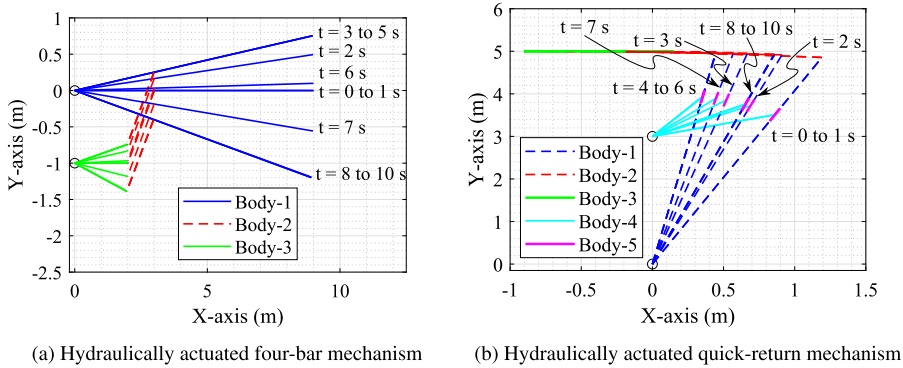 1
0.5
0
-0.5
-1
-1.5
-2
-2.5
Y-axis (m)
0
5
10
X-axis (m)
t = 3 to 5 s
t = 2 s
t = 6 s
t = 0 to 1 s
t = 7 s
t = 8 to 10 s
Body-1
Body-2
Body-3
(a) Hydraulically actuated four-bar mechanism
6
5
4
3
2
1
0
Y-axis (m)
-1
-0.5
0
0.5
1
1.5
X-axis (m)
t = 7 s
t = 3 s
t = 8 to 10 s
t = 2 s
t = 4 to 6 s
t = 0 to 1 s
Body-1
Body-2
Body-3
Body-4
Body-5
(b) Hydraulically actuated quick-return mechanism